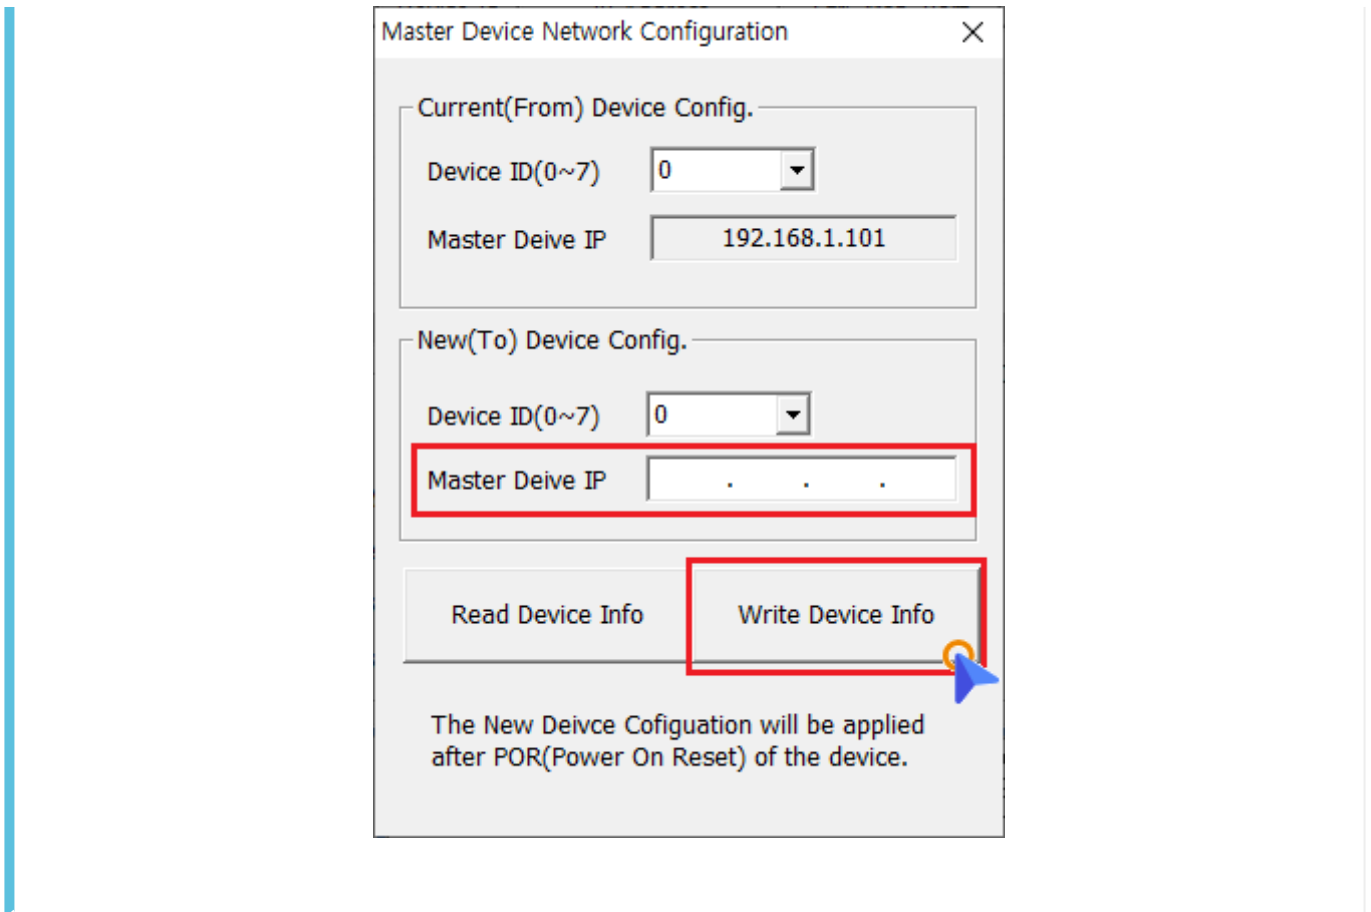 Master Device Network Configuration
Current(From) Device Config.
Device ID(0~7) 0
Master Deive IP 192.168.1.101
New(To) Device Config.
Device ID(0~7) 0
Master Deive IP . . .
Read Device Info Write Device Info
The New Deivce Cofiguation will be applied
after POR(Power On Reset) of the device.